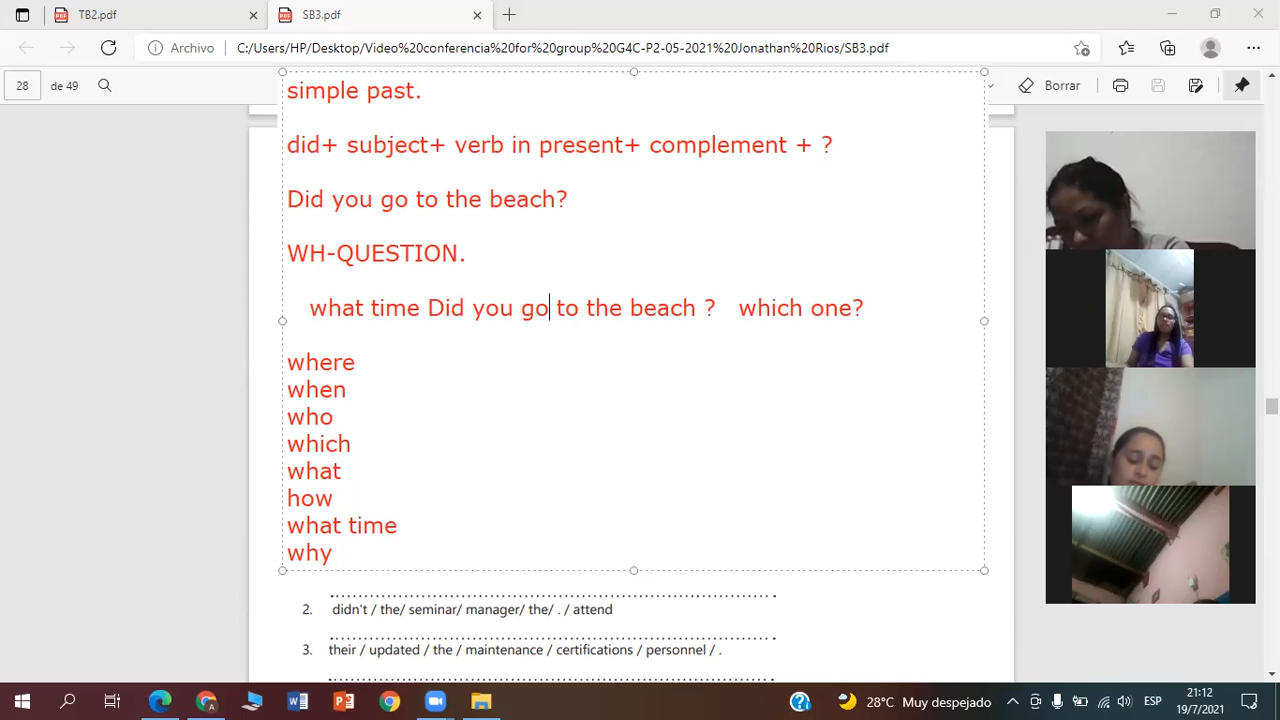 TB2.pdf
SB3.pdf
Archivo
C:/Users/HP/Desktop/Video%20conferencia%20for%20group%20G4C-P2-05-2021%20Jonathan%20Rios/SB3.pdf
28 de 49
Borrar
simple past.
did+ subject+ verb in present+ complement + ?
Did you go to the beach?
WH-QUESTION.
what time Did you go to the beach ? which one?
where
when
who
which
what
how
what time
why
2. didn't / the/ seminar/ manager/ the/ . / attend
3. their / updated / the / maintenance / certifications / personnel / .
28°C Muy despejado
ESP
21:12
19/7/2021